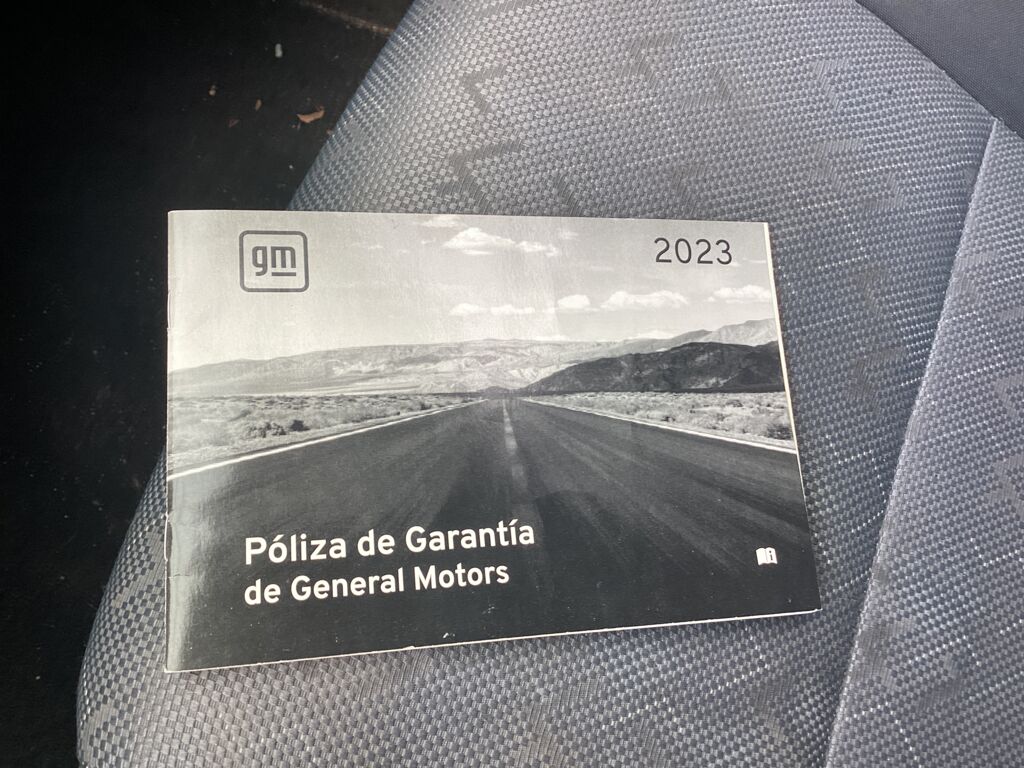 gm
2023
Póliza de Garantía
de General Motors